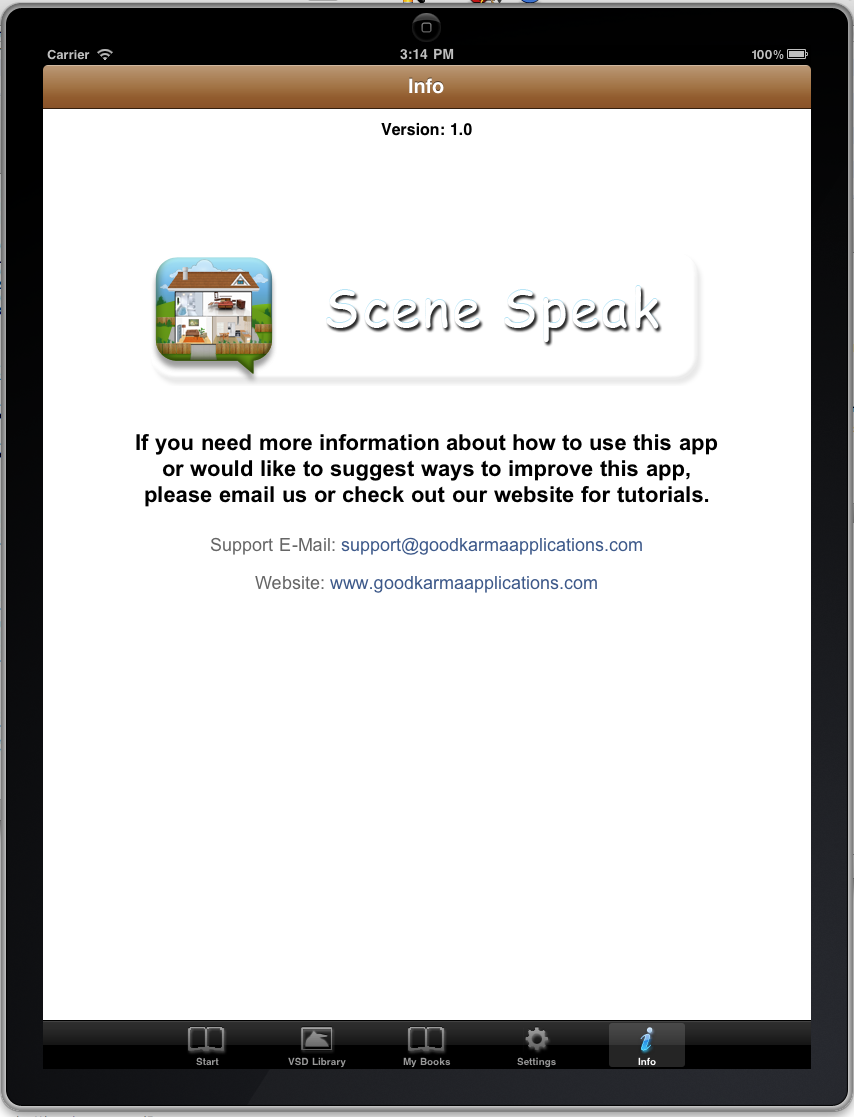 Carrier 3:14 PM 100%
Info
Version: 1.0
Scene Speak
If you need more information about how to use this app
or would like to suggest ways to improve this app,
please email us or check out our website for tutorials.
Support E-Mail: support@goodkarmaapplications.com
Website: www.goodkarmaapplications.com
Start VSD Library My Books Settings Info